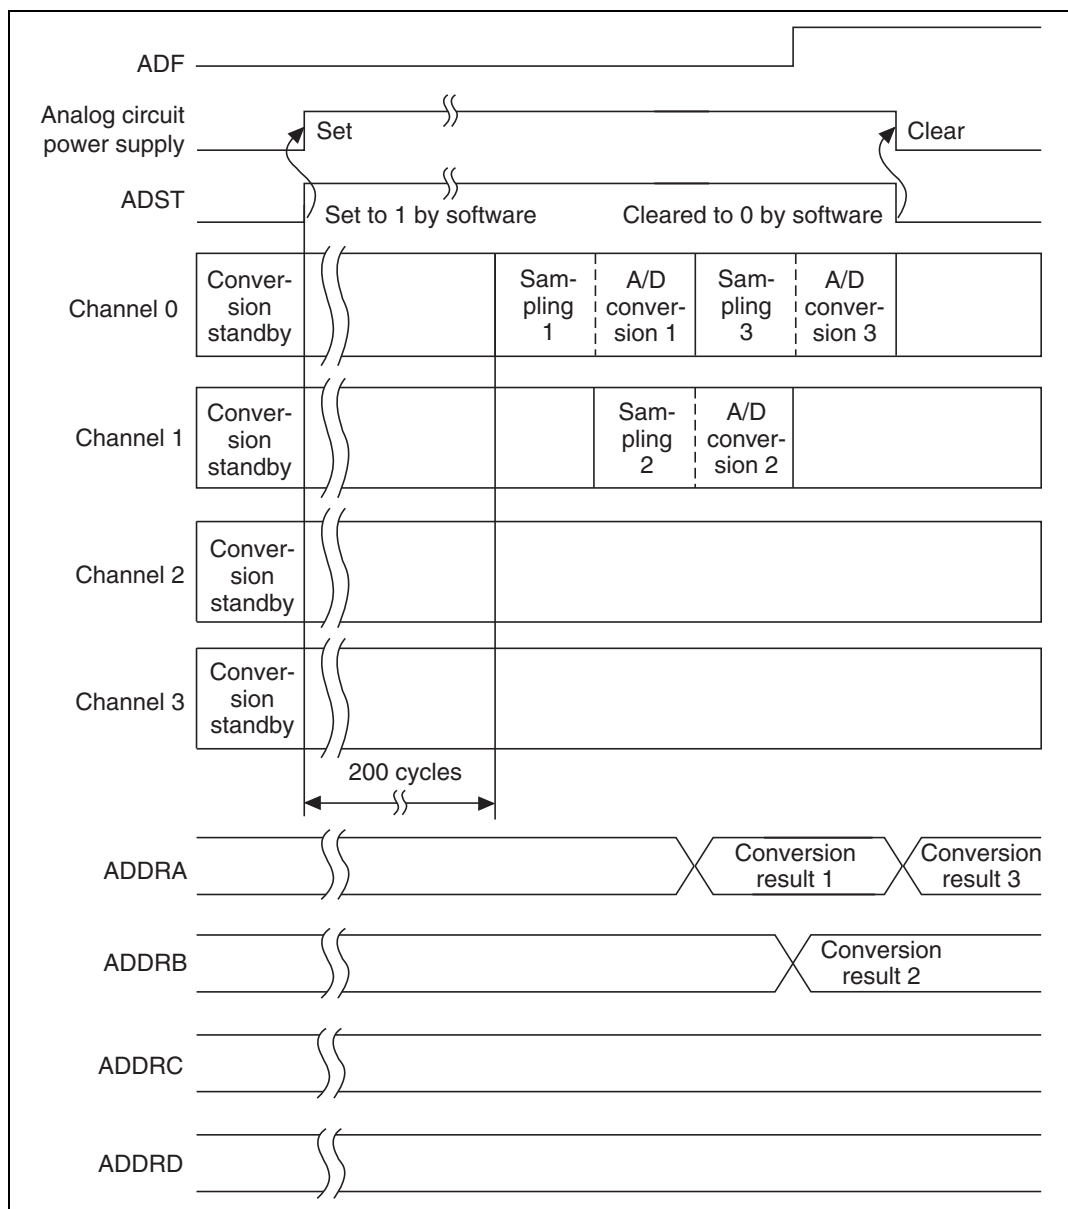 ADF
Analog circuit
power supply
Set
Clear
ADST
Set to 1 by software
Cleared to 0 by software
Channel 0
Conver-
sion
standby
Sam-
pling
1
A/D
conver-
sion 1
Sam-
pling
3
A/D
conver-
sion 3
Channel 1
Conver-
sion
standby
Sam-
pling
2
A/D
conver-
sion 2
Channel 2
Conver-
sion
standby
Channel 3
Conver-
sion
standby
200 cycles
ADDRA
Conversion
result 1
Conversion
result 3
ADDRB
Conversion
result 2
ADDRC
ADDRD